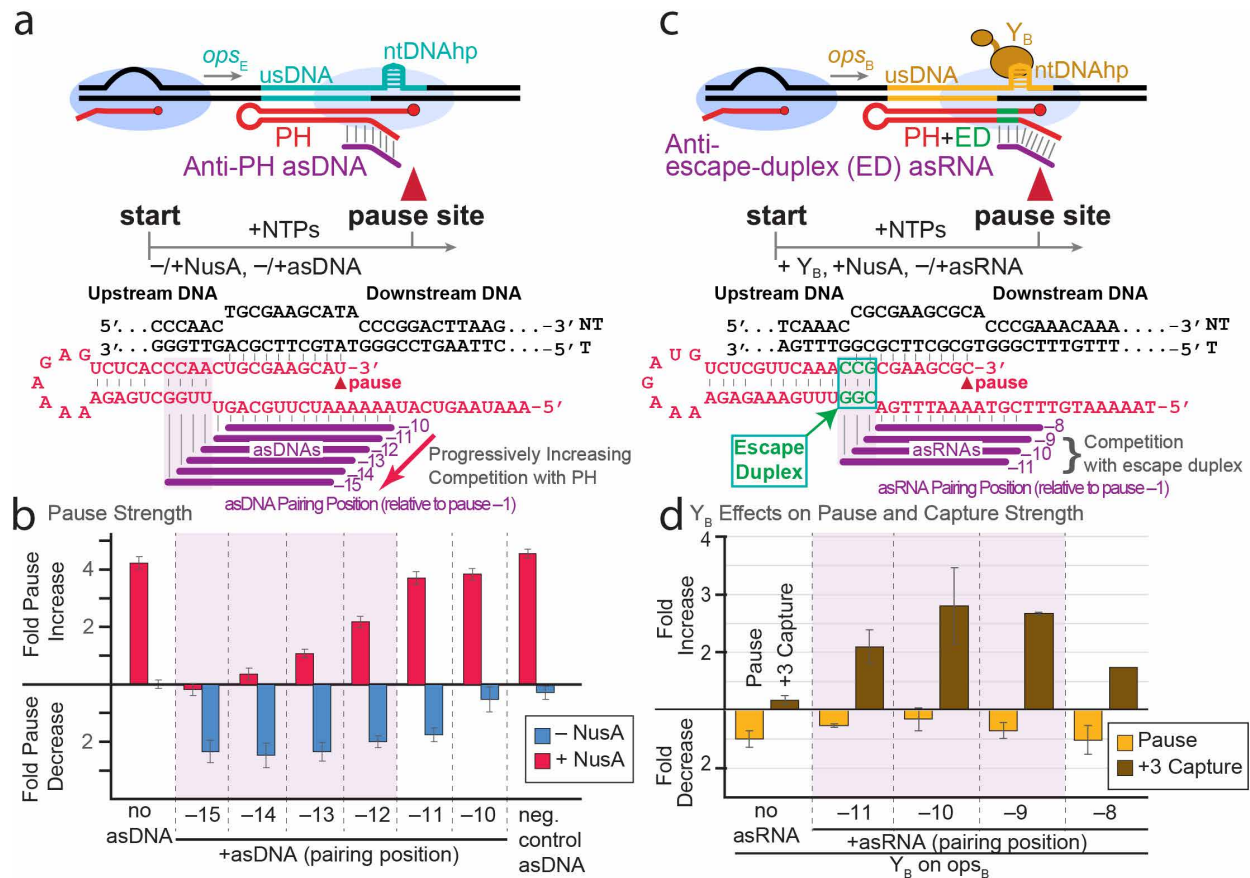 a
ops_E
ntDNAhp
usDNA
PH
Anti-PH asDNA
start
pause site
+NTPs
–/+NusA, –/+asDNA
Upstream DNA
Downstream DNA
TGCGAAGCATA
5′...CCCAAC
CCCGGACTTAAG...-3′ NT
3′...GGGTTGACGCTTCGTATGGGCCTGAATTC...-5′ T
UCUCACCCAACUGCGAAGCAU-3′
GAGAAAA
pause
AGAGUCGGUU
UGACGUUCUAAAAAAUACUGAAUAAA-5′
asDNAs
–10
–11
–12
–13
–14
–15
Progressively Increasing
Competition with PH
asDNA Pairing Position (relative to pause –1)
b
Pause Strength
Fold Pause
Increase
4
2
Fold Pause
Decrease
2
– NusA
+ NusA
no
asDNA
–15
–14
–13
–12
–11
–10
+asDNA (pairing position)
neg.
control
asDNA
c
Y_B
ops_B
usDNA
ntDNAhp
PH+ED
Anti-
escape-duplex (ED) asRNA
start
pause site
+NTPs
+ Y_B, +NusA, –/+asRNA
Upstream DNA
Downstream DNA
CGCGAAGCGCA
5′...TCAAAC
CCCGAAACAAA....-3′ NT
3′...AGTTTGGCGCTTCGCGTGGGCTTTGTTT....-5′ T
UCUCGUUCAAACCGCGAAGCGC-3′
pause
AGAGAAAGUUUGGC
AGUUUAAAAUGCUUUGUAAAAAU-5′
Escape
Duplex
asRNAs
–8
–9
–10
–11
Competition
with escape duplex
asRNA Pairing Position (relative to pause –1)
d
Y_B Effects on Pause and Capture Strength
Fold
Increase
4
2
Fold
Decrease
2
Pause
+3 Capture
Pause
+3 Capture
no
asRNA
–11
–10
–9
–8
+asRNA (pairing position)
Y_B on ops_B